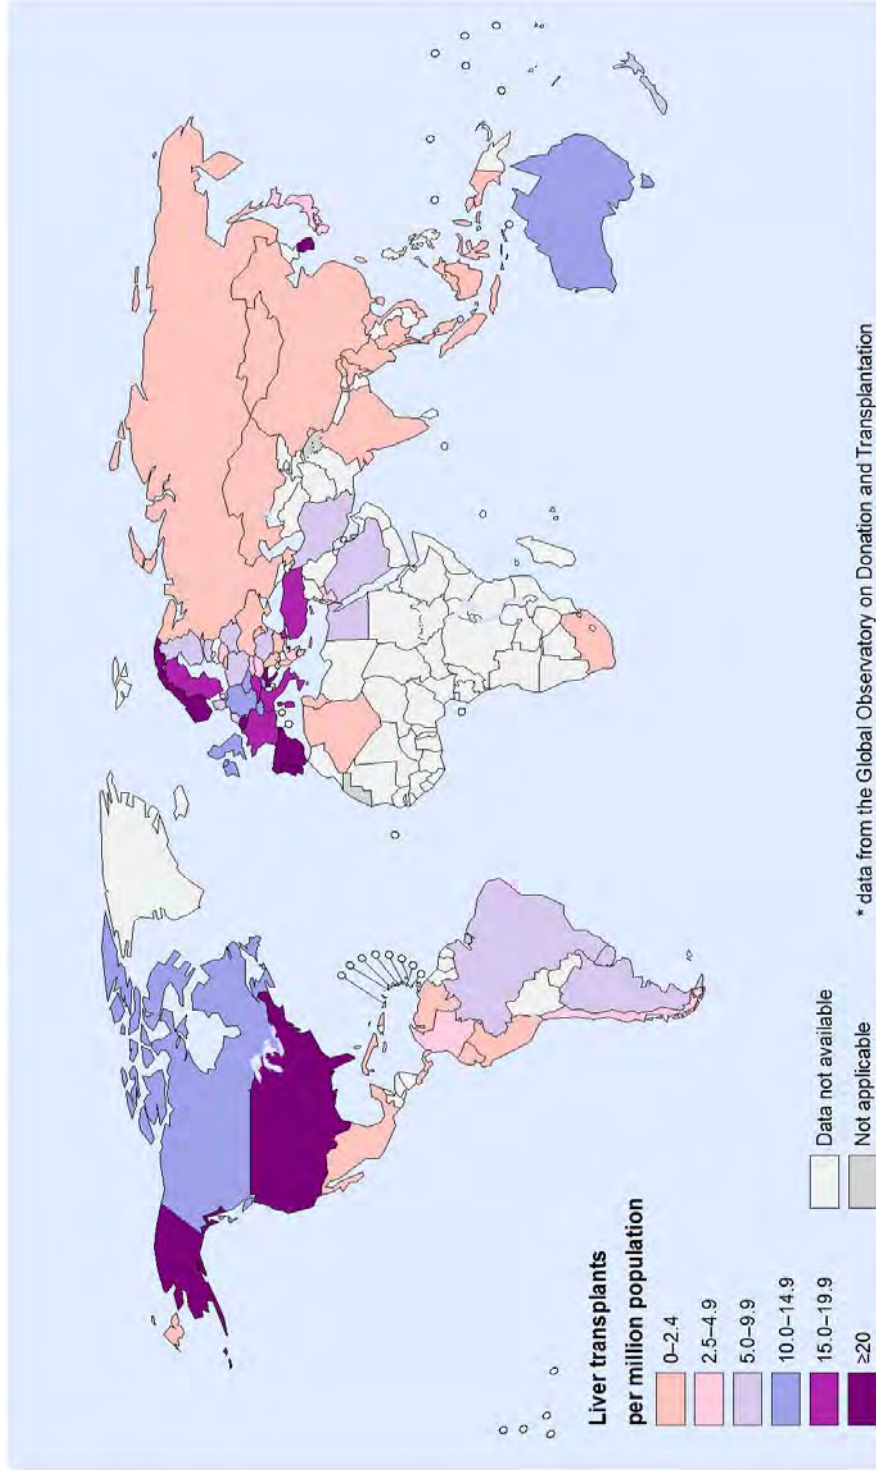 Liver transplants
per million population
0–2.4
2.5–4.9
5.0–9.9
10.0–14.9
15.0–19.9
≥20
Data not available
Not applicable
* data from the Global Observatory on Donation and Transplantation